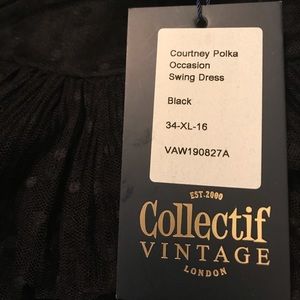 Courtney Polka
Occasion
Swing Dress
Black
34-XL-16
VAW190827A
EST.2000
Collectif
VINTAGE
LONDON